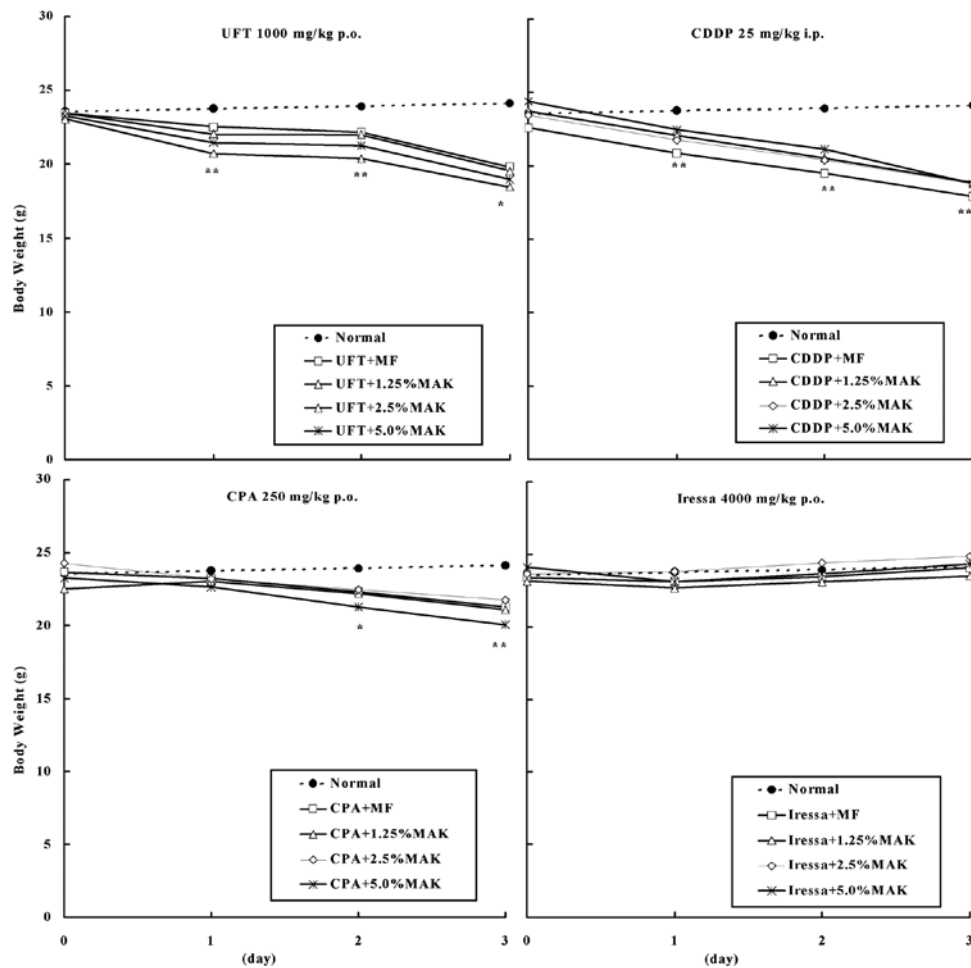 30
25
20
15
10
5
0
Body Weight (g)
UFT 1000 mg/kg p.o.
**
**
*
Normal
UFT+MF
UFT+1.25%MAK
UFT+2.5%MAK
UFT+5.0%MAK
CDDP 25 mg/kg i.p.
**
**
**
Normal
CDDP+MF
CDDP+1.25%MAK
CDDP+2.5%MAK
CDDP+5.0%MAK
30
25
20
15
10
5
0
Body Weight (g)
CPA 250 mg/kg p.o.
*
**
Normal
CPA+MF
CPA+1.25%MAK
CPA+2.5%MAK
CPA+5.0%MAK
0 1 2 3
(day)
Iressa 4000 mg/kg p.o.
Normal
Iressa+MF
Iressa+1.25%MAK
Iressa+2.5%MAK
Iressa+5.0%MAK
0 1 2 3
(day)